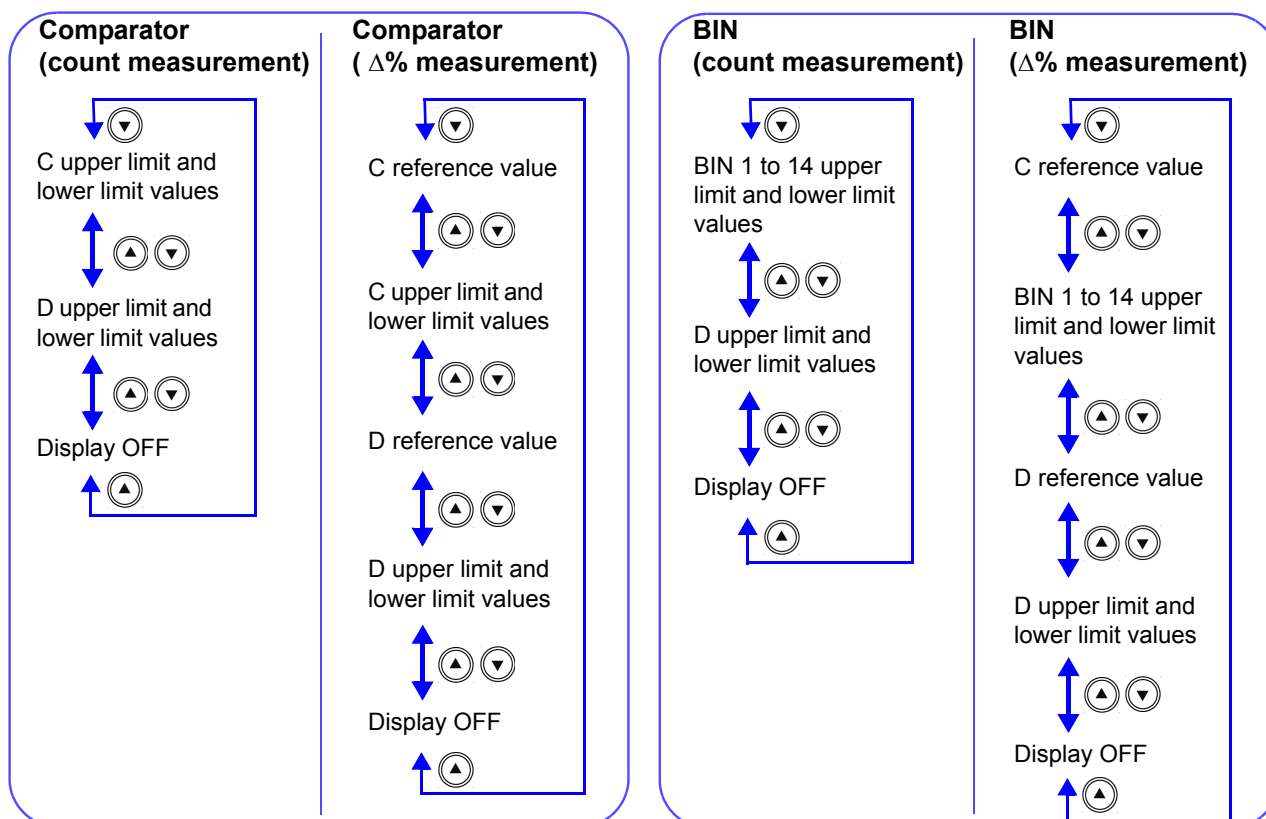 Comparator
(count measurement)
C upper limit and
lower limit values
D upper limit and
lower limit values
Display OFF
Comparator
( Δ% measurement)
C reference value
C upper limit and
lower limit values
D reference value
D upper limit and
lower limit values
Display OFF
BIN
(count measurement)
BIN 1 to 14 upper
limit and lower limit
values
D upper limit and
lower limit values
Display OFF
BIN
(Δ% measurement)
C reference value
BIN 1 to 14 upper
limit and lower limit
values
D reference value
D upper limit and
lower limit values
Display OFF